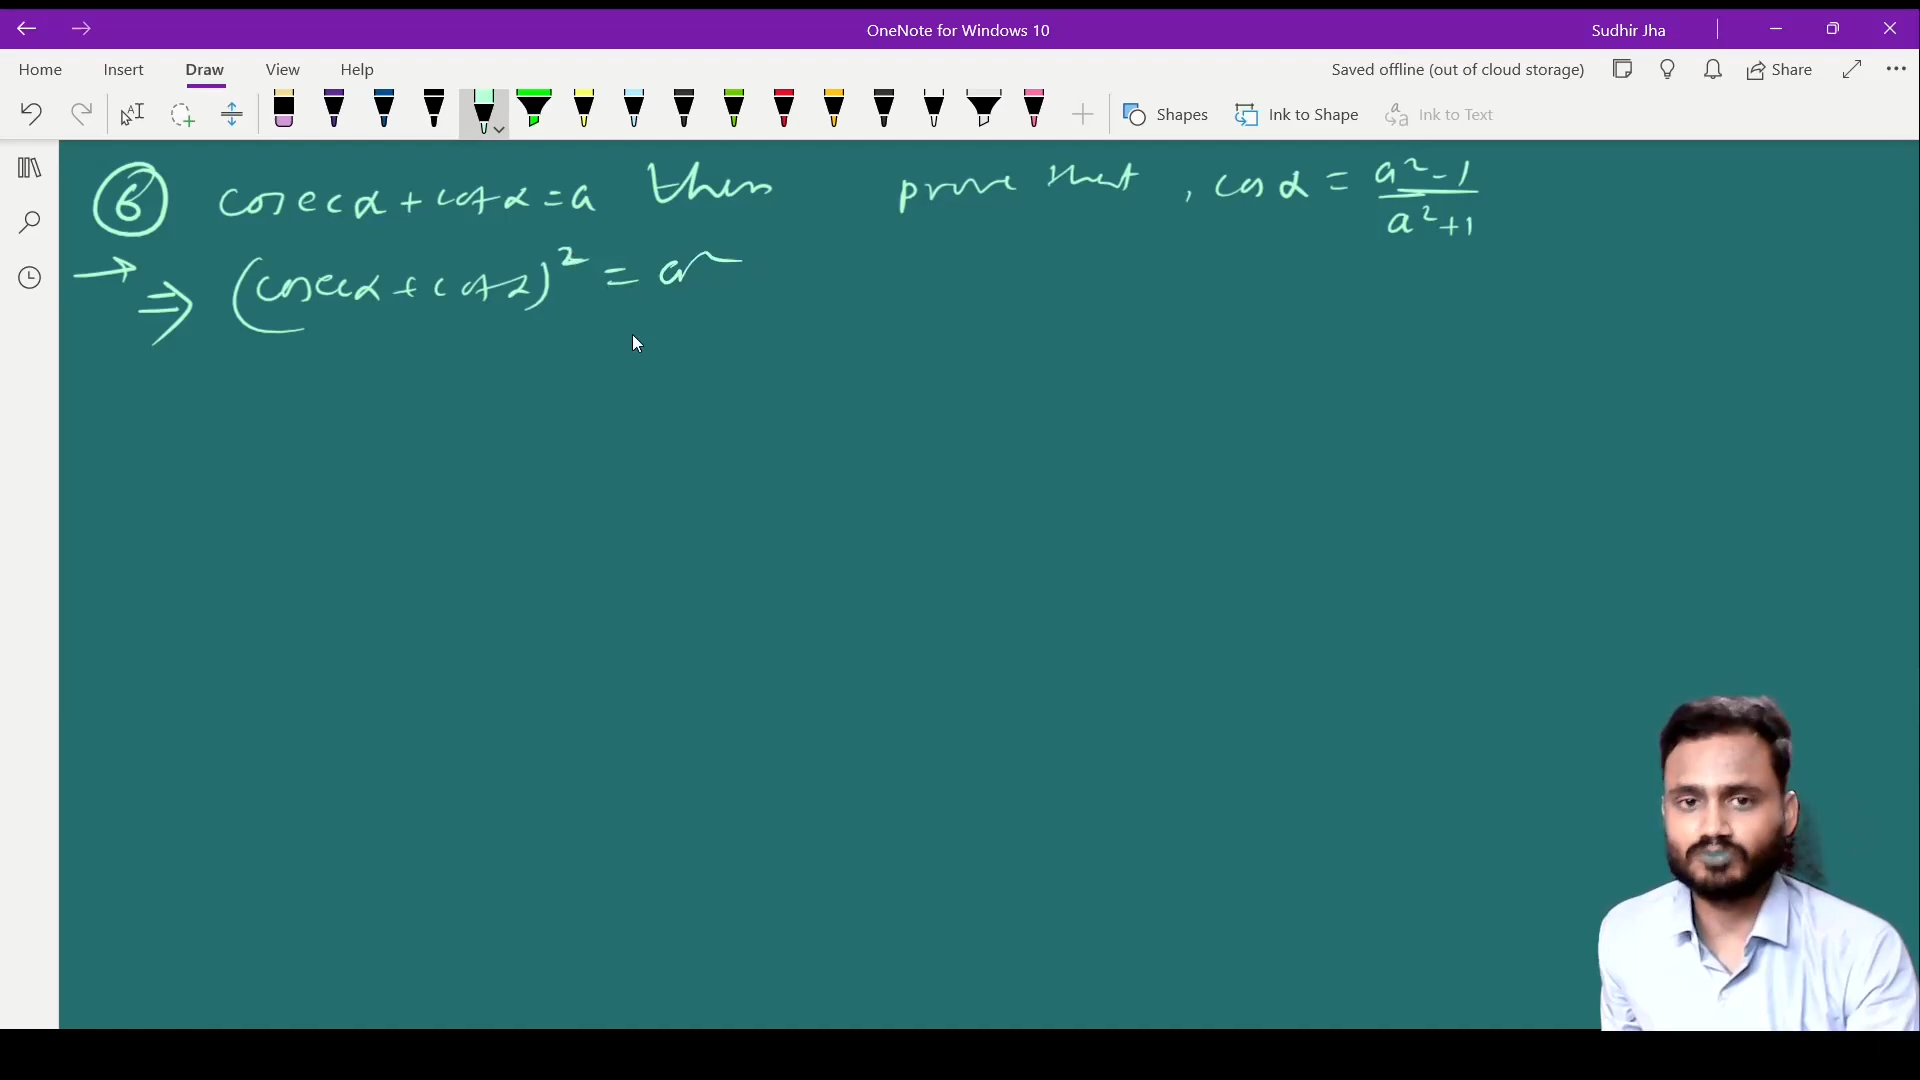 OneNote for Windows 10
Sudhir Jha
Home Insert Draw View Help
Saved offline (out of cloud storage) Share
Shapes Ink to Shape Ink to Text
6 cosecα + cotα = a then prove that , cos α = a² - 1 / a² + 1
⇒ (cosecα + cotα)² = a²